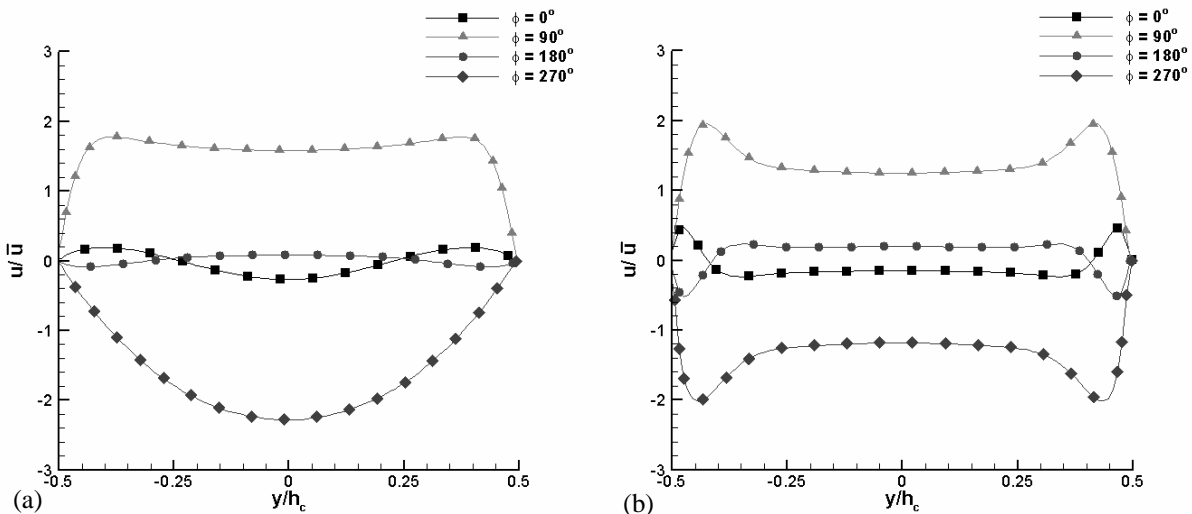 ϕ = 0°
ϕ = 90°
ϕ = 180°
ϕ = 270°
3
2
1
0
-1
-2
-3
u/ u̅
-0.5
-0.25
0
0.25
0.5
y/h_c
(a)
ϕ = 0°
ϕ = 90°
ϕ = 180°
ϕ = 270°
3
2
1
0
-1
-2
-3
u/ u̅
-0.5
-0.25
0
0.25
0.5
y/h_c
(b)